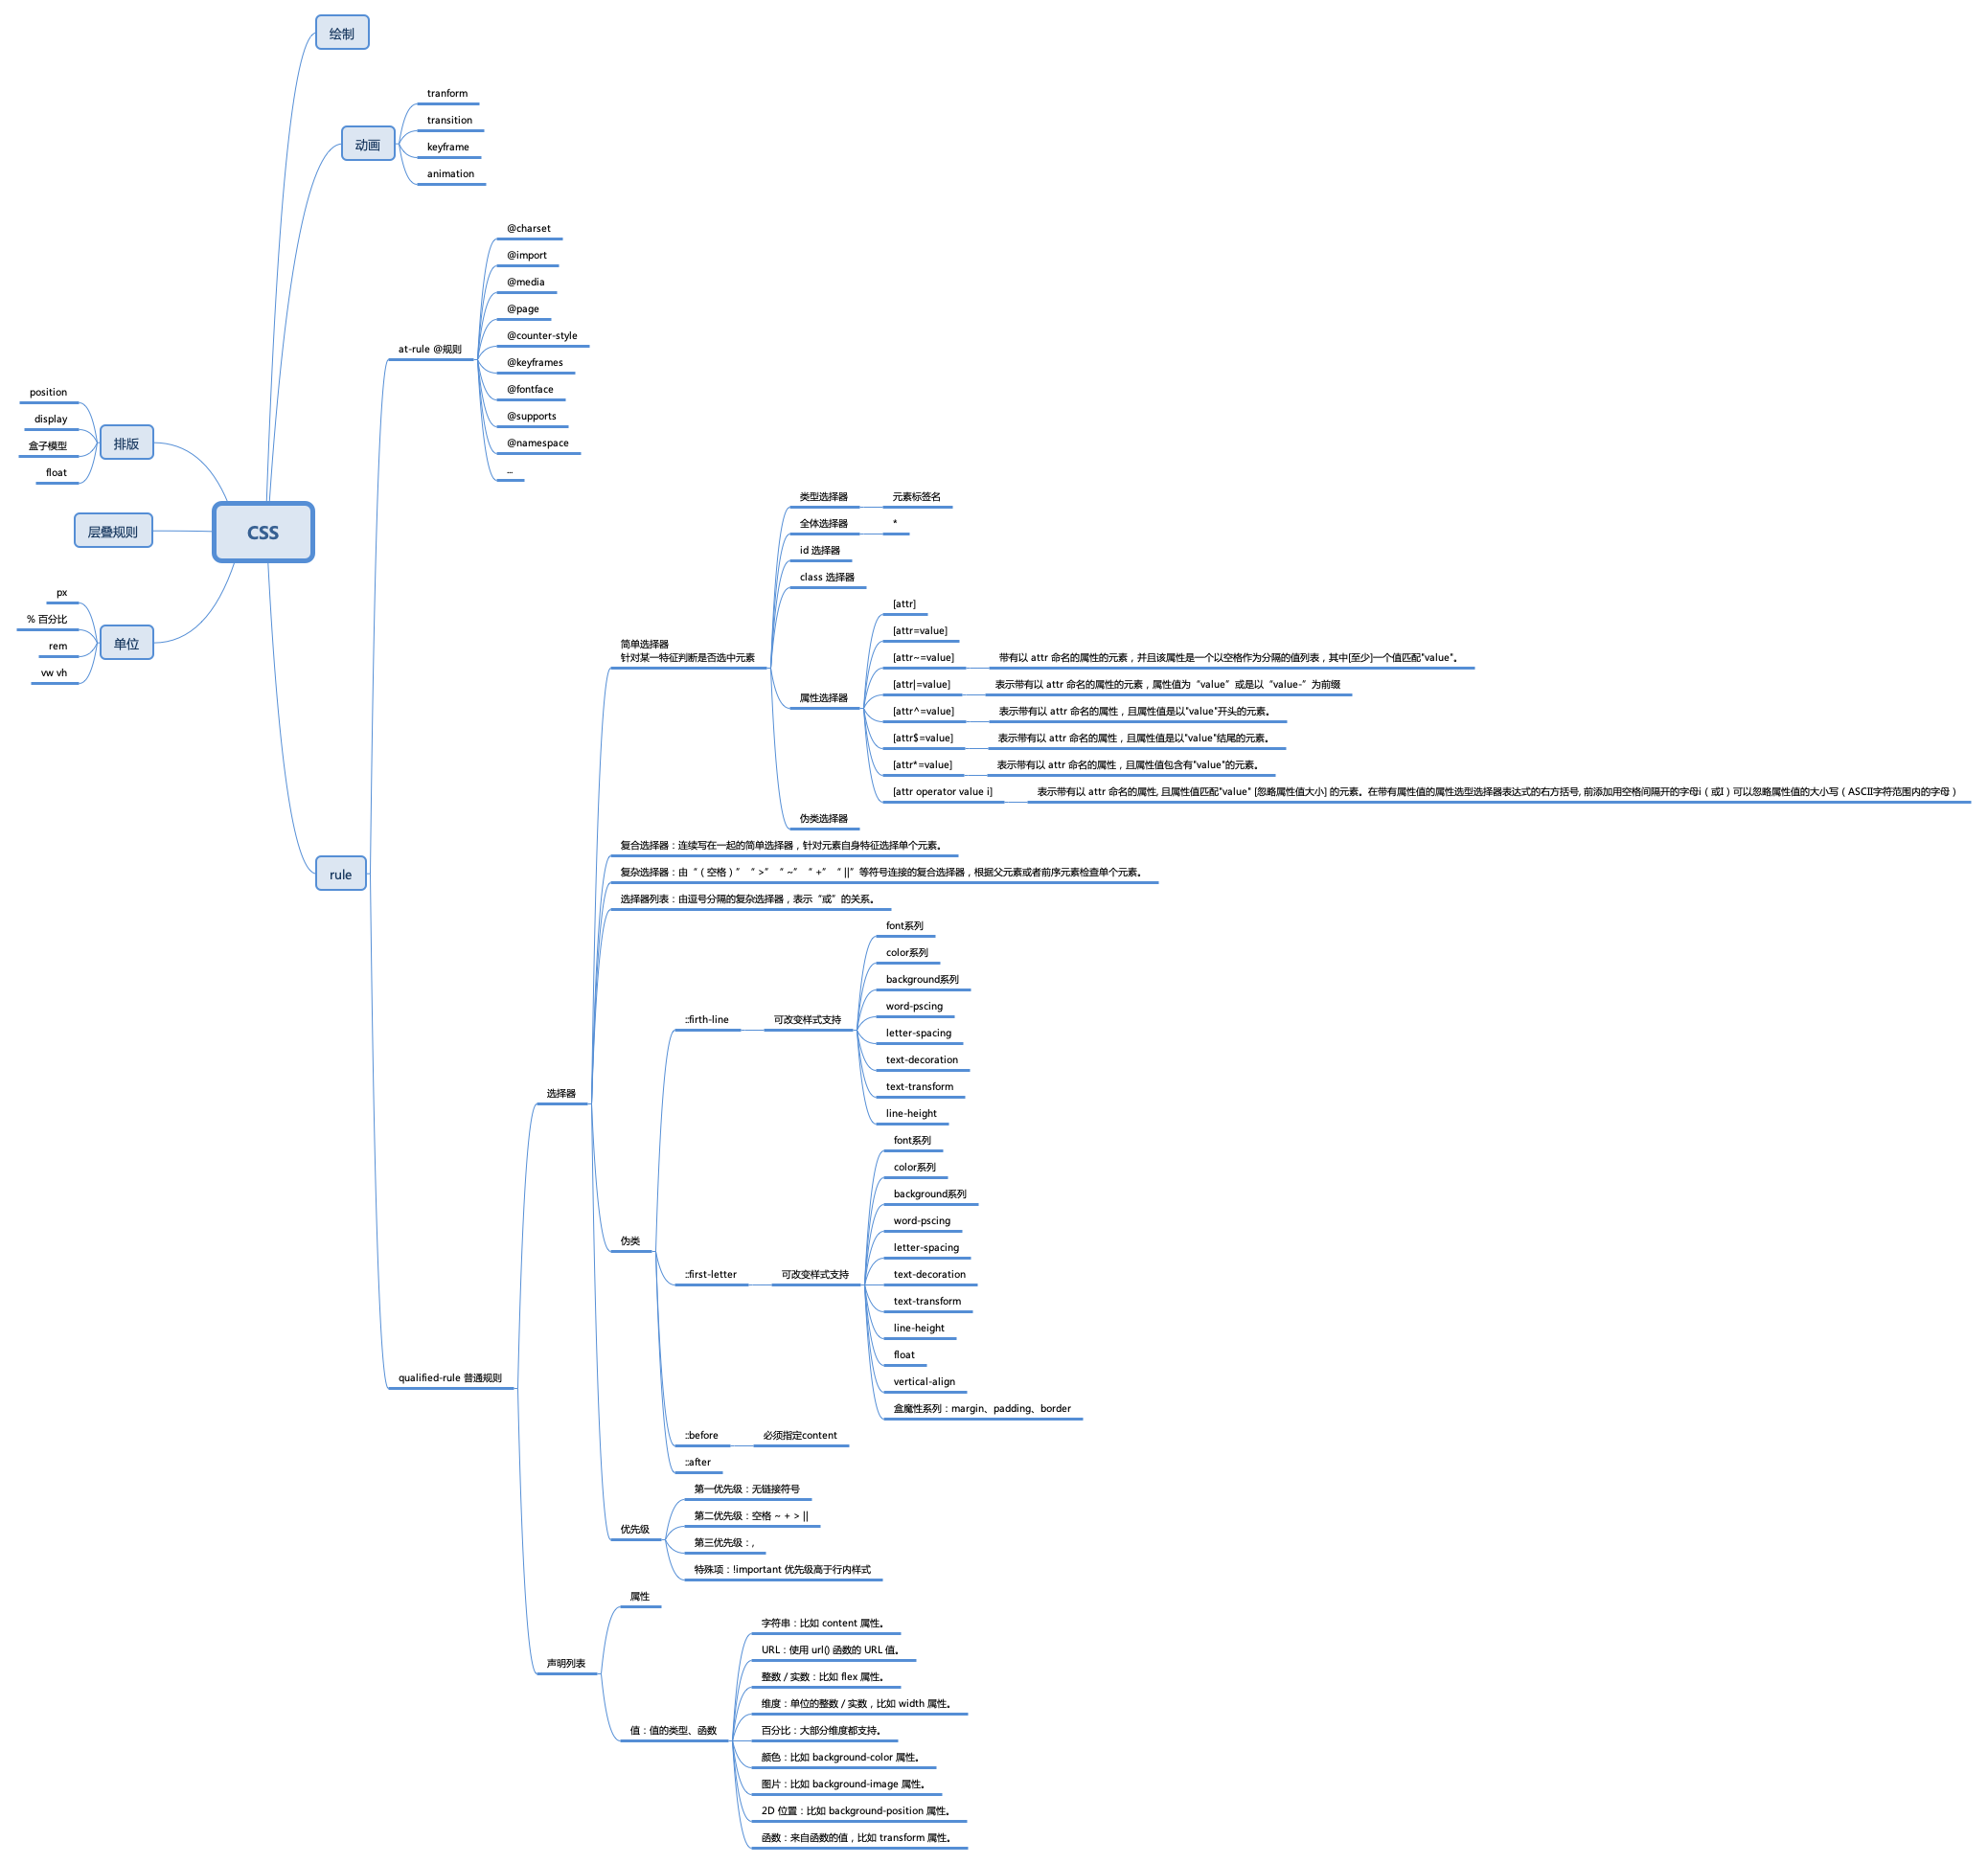 绘制
动画
tranform
transition
keyframe
animation
@charset
@import
@media
@page
@counter-style
at-rule @规则
@keyframes
@fontface
@supports
@namespace
...
position
display
排版
盒子模型
float
层叠规则
CSS
px
% 百分比
单位
rem
vw vh
rule
qualified-rule 普通规则
选择器
简单选择器
针对某一特征判断是否选中元素
类型选择器
元素标签名
全体选择器
*
id 选择器
class 选择器
属性选择器
[attr]
[attr=value]
[attr~=value]
带有以 attr 命名的属性的元素，并且该属性是一个以空格作为分隔的值列表，其中[至少]一个值匹配"value"。
[attr|=value]
表示带有以 attr 命名的属性的元素，属性值为“value”或是以“value-”为前缀
[attr^=value]
表示带有以 attr 命名的属性，且属性值是以"value"开头的元素。
[attr$=value]
表示带有以 attr 命名的属性，且属性值是以"value"结尾的元素。
[attr*=value]
表示带有以 attr 命名的属性，且属性值包含有"value"的元素。
[attr operator value i]
表示带有以 attr 命名的属性, 且属性值匹配"value" [忽略属性值大小] 的元素。在带有属性值的属性选型选择器表达式的右方括号, 前添加用空格间隔开的字母i（或I）可以忽略属性值的大小写（ASCII字符范围内的字母）
伪类选择器
复合选择器：连续写在一起的简单选择器，针对元素自身特征选择单个元素。
复杂选择器：由“（空格）”“ >”“ ~”“ +”“ ||”等符号连接的复合选择器，根据父元素或者前序元素检查单个元素。
选择器列表：由逗号分隔的复杂选择器，表示“或”的关系。
伪类
::firth-line
可改变样式支持
font系列
color系列
background系列
word-pscing
letter-spacing
text-decoration
text-transform
line-height
::first-letter
可改变样式支持
font系列
color系列
background系列
word-pscing
letter-spacing
text-decoration
text-transform
line-height
float
vertical-align
盒魔性系列：margin、padding、border
::before
必须指定content
::after
优先级
第一优先级：无链接符号
第二优先级：空格 ~ + > ||
第三优先级：,
特殊项：!important 优先级高于行内样式
声明列表
属性
值：值的类型、函数
字符串：比如 content 属性。
URL：使用 url() 函数的 URL 值。
整数 / 实数：比如 flex 属性。
维度：单位的整数 / 实数，比如 width 属性。
百分比：大部分维度都支持。
颜色：比如 background-color 属性。
图片：比如 background-image 属性。
2D 位置：比如 background-position 属性。
函数：来自函数的值，比如 transform 属性。